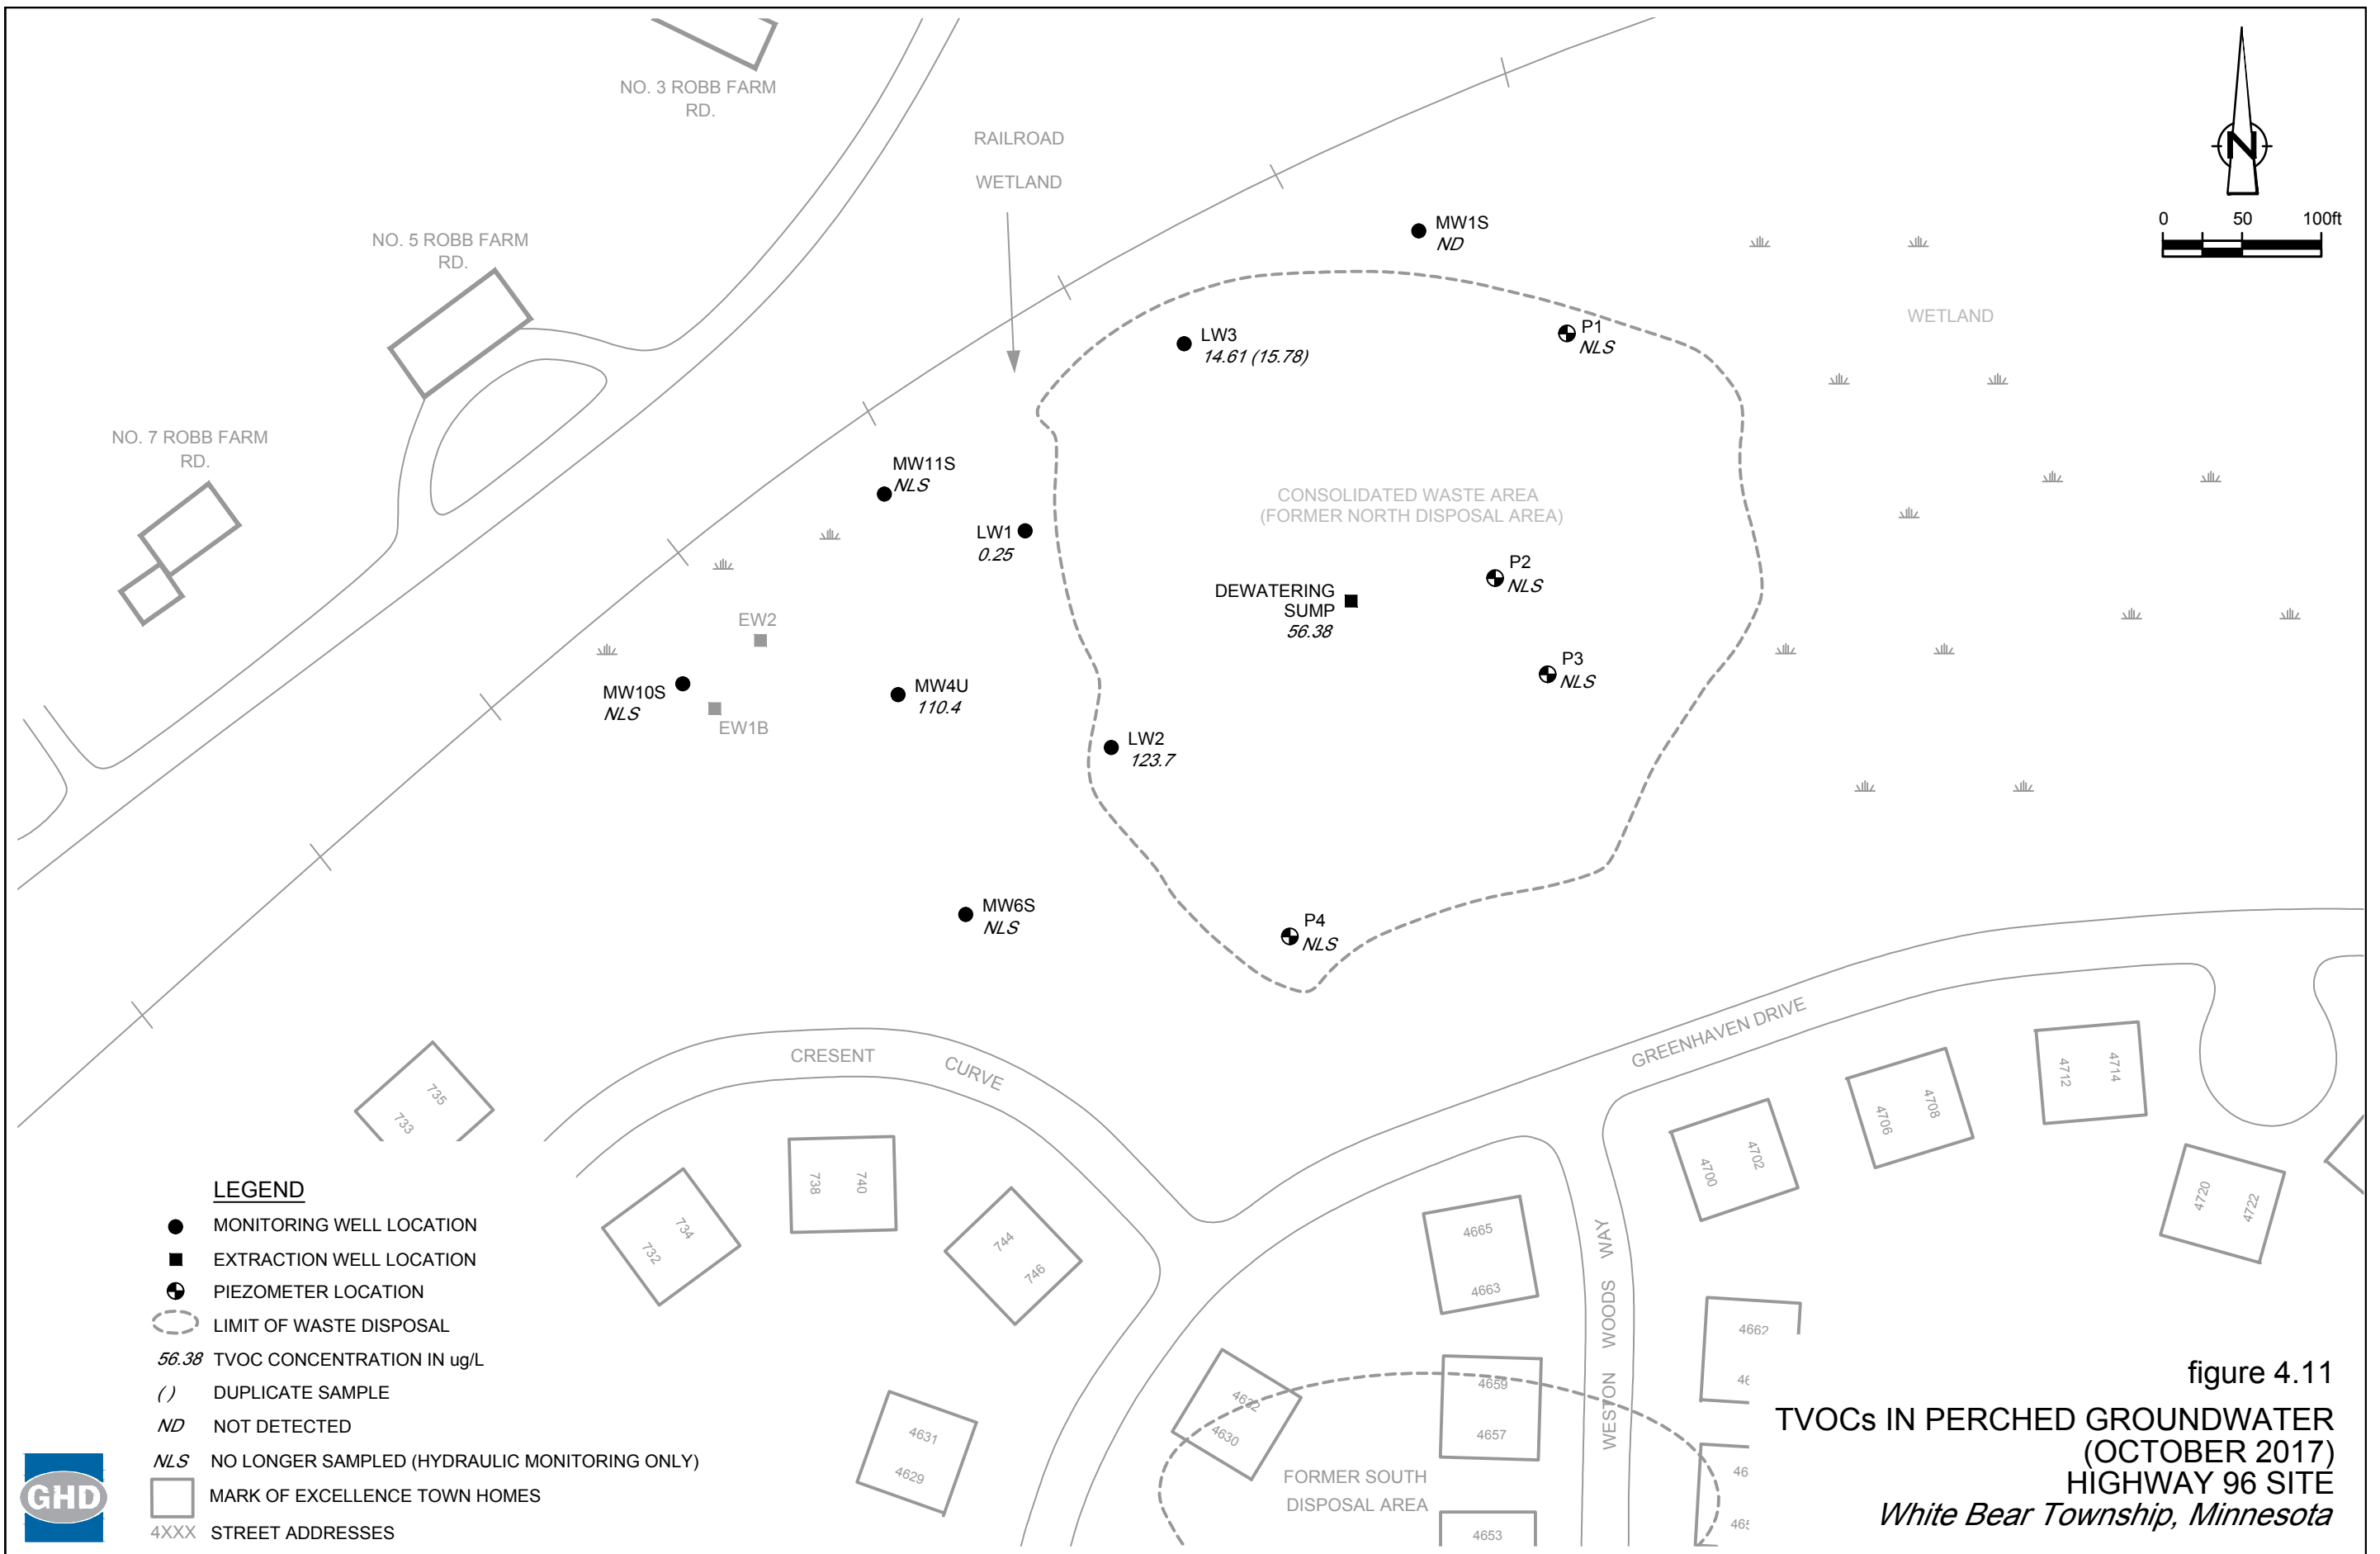 NO. 3 ROBB FARM
RD.
RAILROAD
WETLAND
N
0 50 100ft
MW1S
ND
NO. 5 ROBB FARM
RD.
WETLAND
LW3
14.61 (15.78)
P1
NLS
NO. 7 ROBB FARM
RD.
MW11S
NLS
CONSOLIDATED WASTE AREA
(FORMER NORTH DISPOSAL AREA)
LW1
0.25
P2
NLS
DEWATERING
SUMP
56.38
EW2
P3
NLS
MW10S
NLS
MW4U
110.4
EW1B
LW2
123.7
MW6S
NLS
P4
NLS
GREENHAVEN DRIVE
CRESENT CURVE
735
733
4712
4714
4708
4706
4702
4700
738
740
734
732
744
746
4720
4722
4665
4663
WESTON WOODS WAY
4662
46
4659
4657
4632
4630
4631
4629
46
465
4653
FORMER SOUTH
DISPOSAL AREA
LEGEND
MONITORING WELL LOCATION
EXTRACTION WELL LOCATION
PIEZOMETER LOCATION
LIMIT OF WASTE DISPOSAL
56.38 TVOC CONCENTRATION IN ug/L
( ) DUPLICATE SAMPLE
ND NOT DETECTED
NLS NO LONGER SAMPLED (HYDRAULIC MONITORING ONLY)
MARK OF EXCELLENCE TOWN HOMES
4XXX STREET ADDRESSES
GHD
figure 4.11
TVOCs IN PERCHED GROUNDWATER
(OCTOBER 2017)
HIGHWAY 96 SITE
White Bear Township, Minnesota